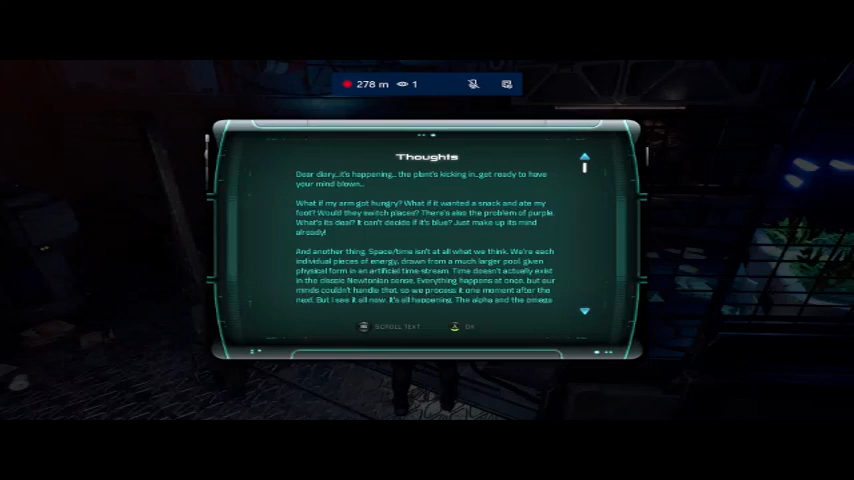 278 m 1
Thoughts
Dear diary...it's happening... the plant's kicking in...get ready to have
your mind blown...
What if my arm got hungry? What if it wanted a snack and ate my
foot? Would they switch places? There's also the problem of purple.
What's its deal? It can't decide if it's blue? Just make up its mind
already!
And another thing. Space/time isn't at all what we think. We're each
individual pieces of energy, drawn from a much larger pool, given
physical form in an artificial time-stream. Time doesn't actually exist
in the classic Newtonian sense. Everything happens at once, but our
minds couldn't handle that, so we process it one moment after the
next. But I see it all now. It's all happening. The alpha and the omega
SCROLL TEXT OK